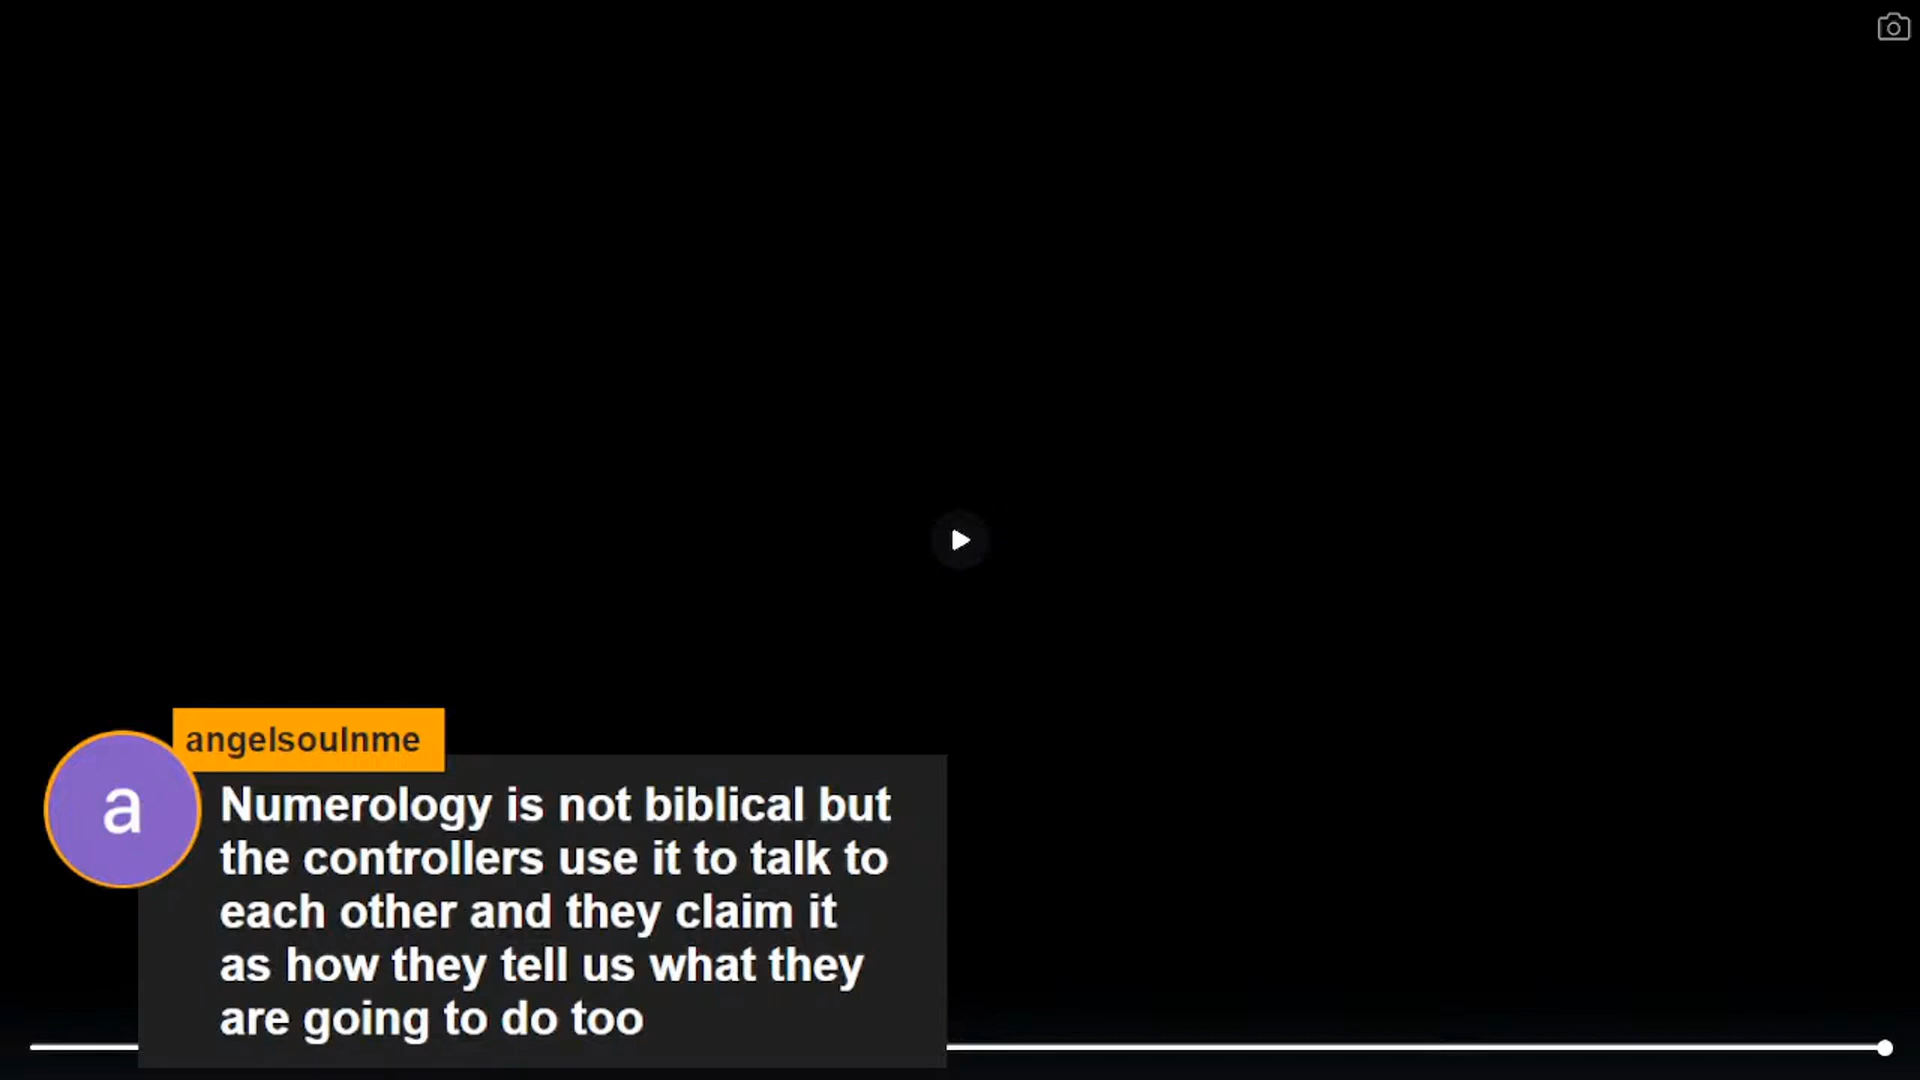 angelsoulnme
a
Numerology is not biblical but
the controllers use it to talk to
each other and they claim it
as how they tell us what they
are going to do too